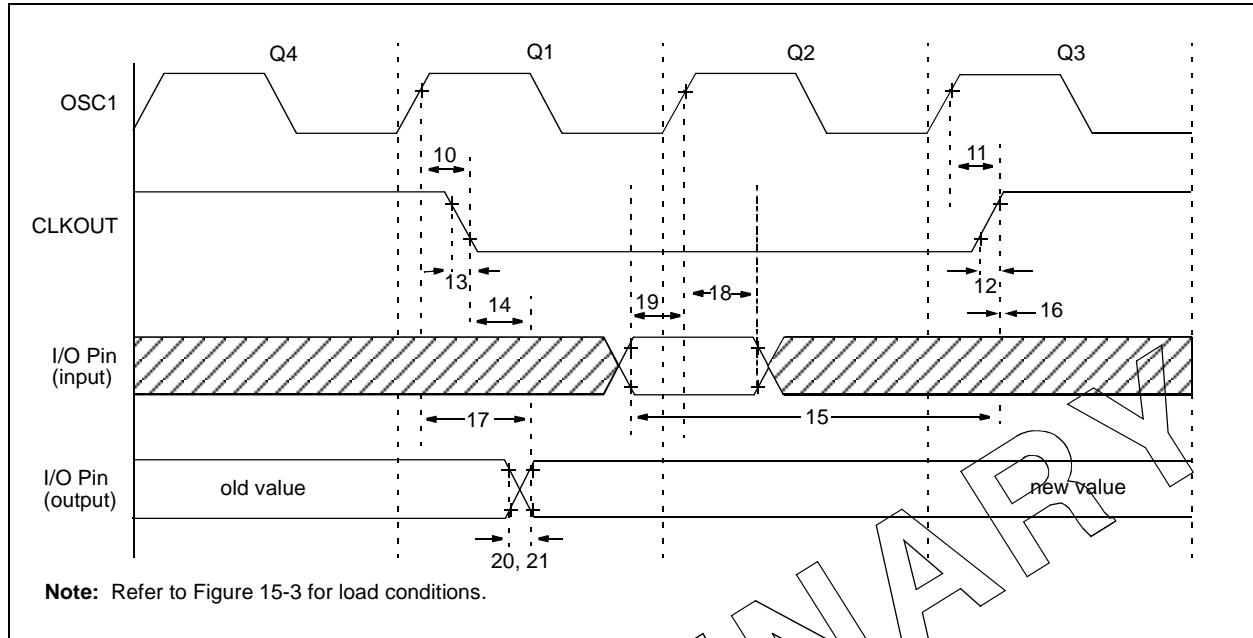 Q4 Q1 Q2 Q3
OSC1
10 11
CLKOUT
13 12
14 19 18 16
I/O Pin
(input)
17 15
I/O Pin
(output)
old value new value
20, 21
Note: Refer to Figure 15-3 for load conditions.